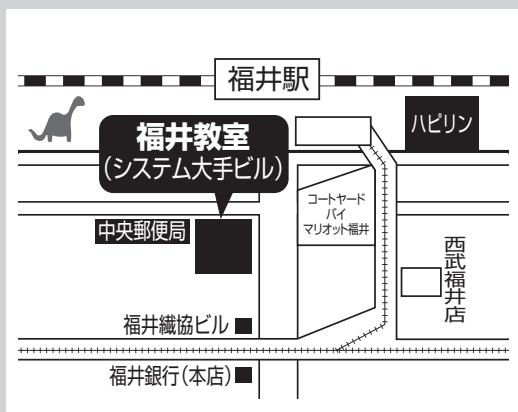 福井駅
福井教室
(システム大手ビル)
ハピリン
コートヤード
バイ
マリオット福井
中央郵便局
西武福井店
福井繊協ビル
福井銀行(本店)